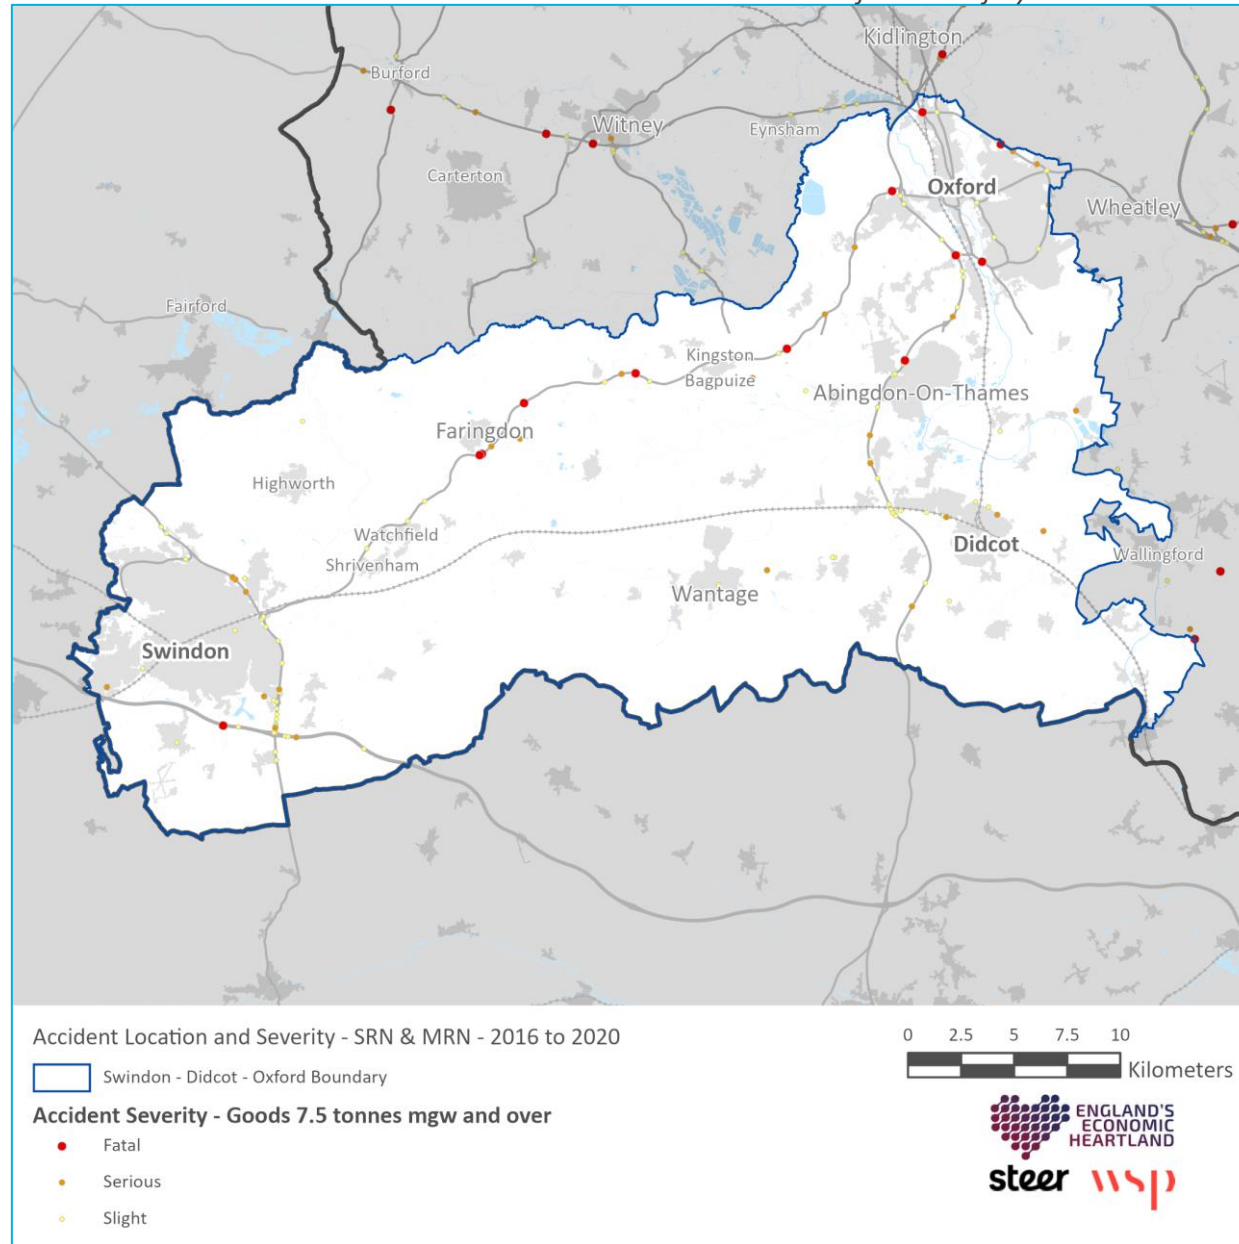 Kidlington
Burford
Witney
Eynsham
Carterton
Oxford
Wheatley
Fairford
Kingston
Bagpuize
Abingdon-On-Thames
Faringdon
Highworth
Watchfield
Shrivenham
Didcot
Wallingford
Wantage
Swindon
Accident Location and Severity - SRN & MRN - 2016 to 2020
Swindon - Didcot - Oxford Boundary
Accident Severity - Goods 7.5 tonnes mgw and over
Fatal
Serious
Slight
0 2.5 5 7.5 10
Kilometers
ENGLAND'S
ECONOMIC
HEARTLAND
steer wsp